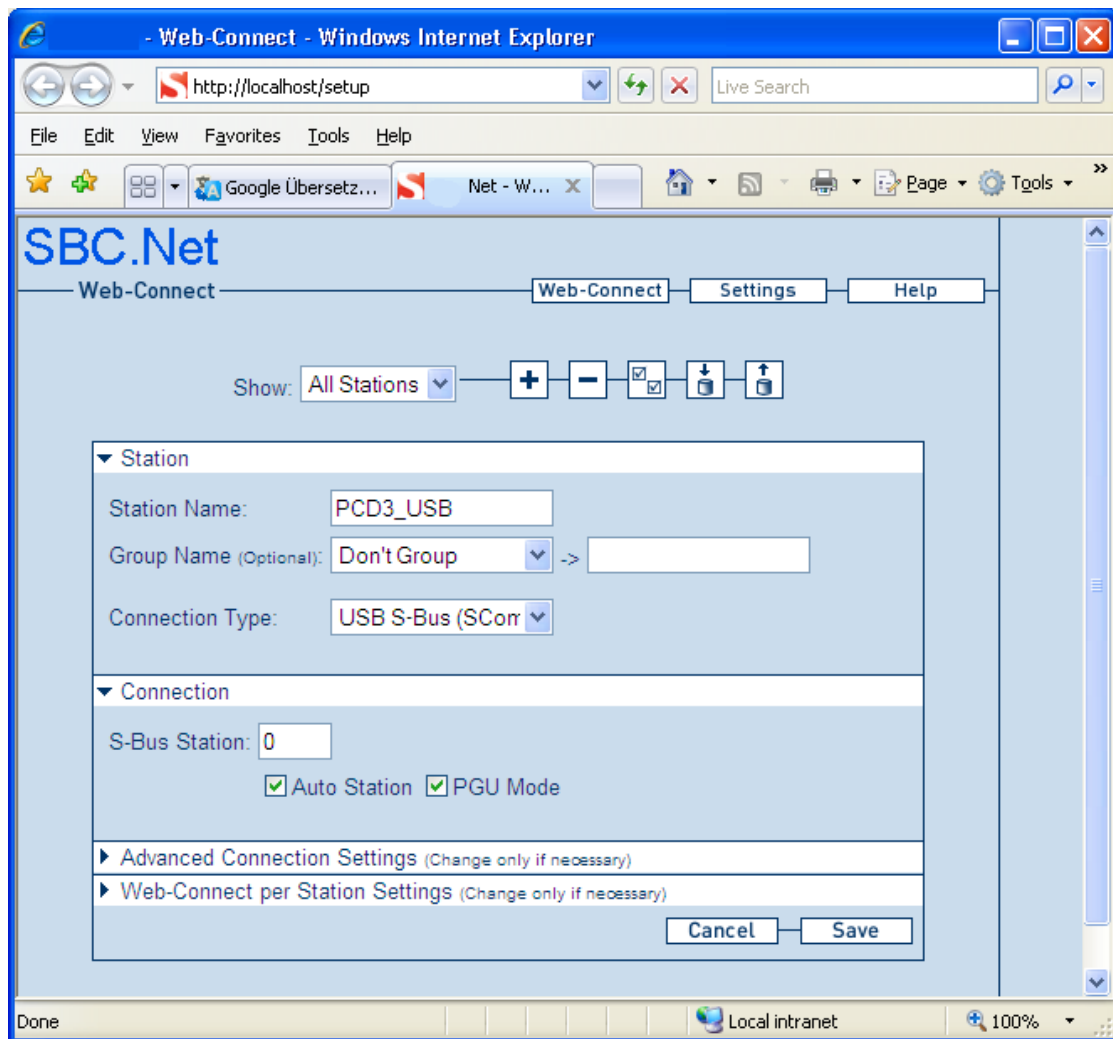 - Web-Connect - Windows Internet Explorer
http://localhost/setup
Live Search
File Edit View Favorites Tools Help
Google Übersetz...
Net - W...
Page
Tools
SBC.Net
Web-Connect
Web-Connect Settings Help
Show: All Stations
Station
Station Name: PCD3_USB
Group Name (Optional): Don't Group ->
Connection Type: USB S-Bus (SCom
Connection
S-Bus Station: 0
Auto Station PGU Mode
Advanced Connection Settings (Change only if necessary)
Web-Connect per Station Settings (Change only if necessary)
Cancel Save
Done Local intranet 100%